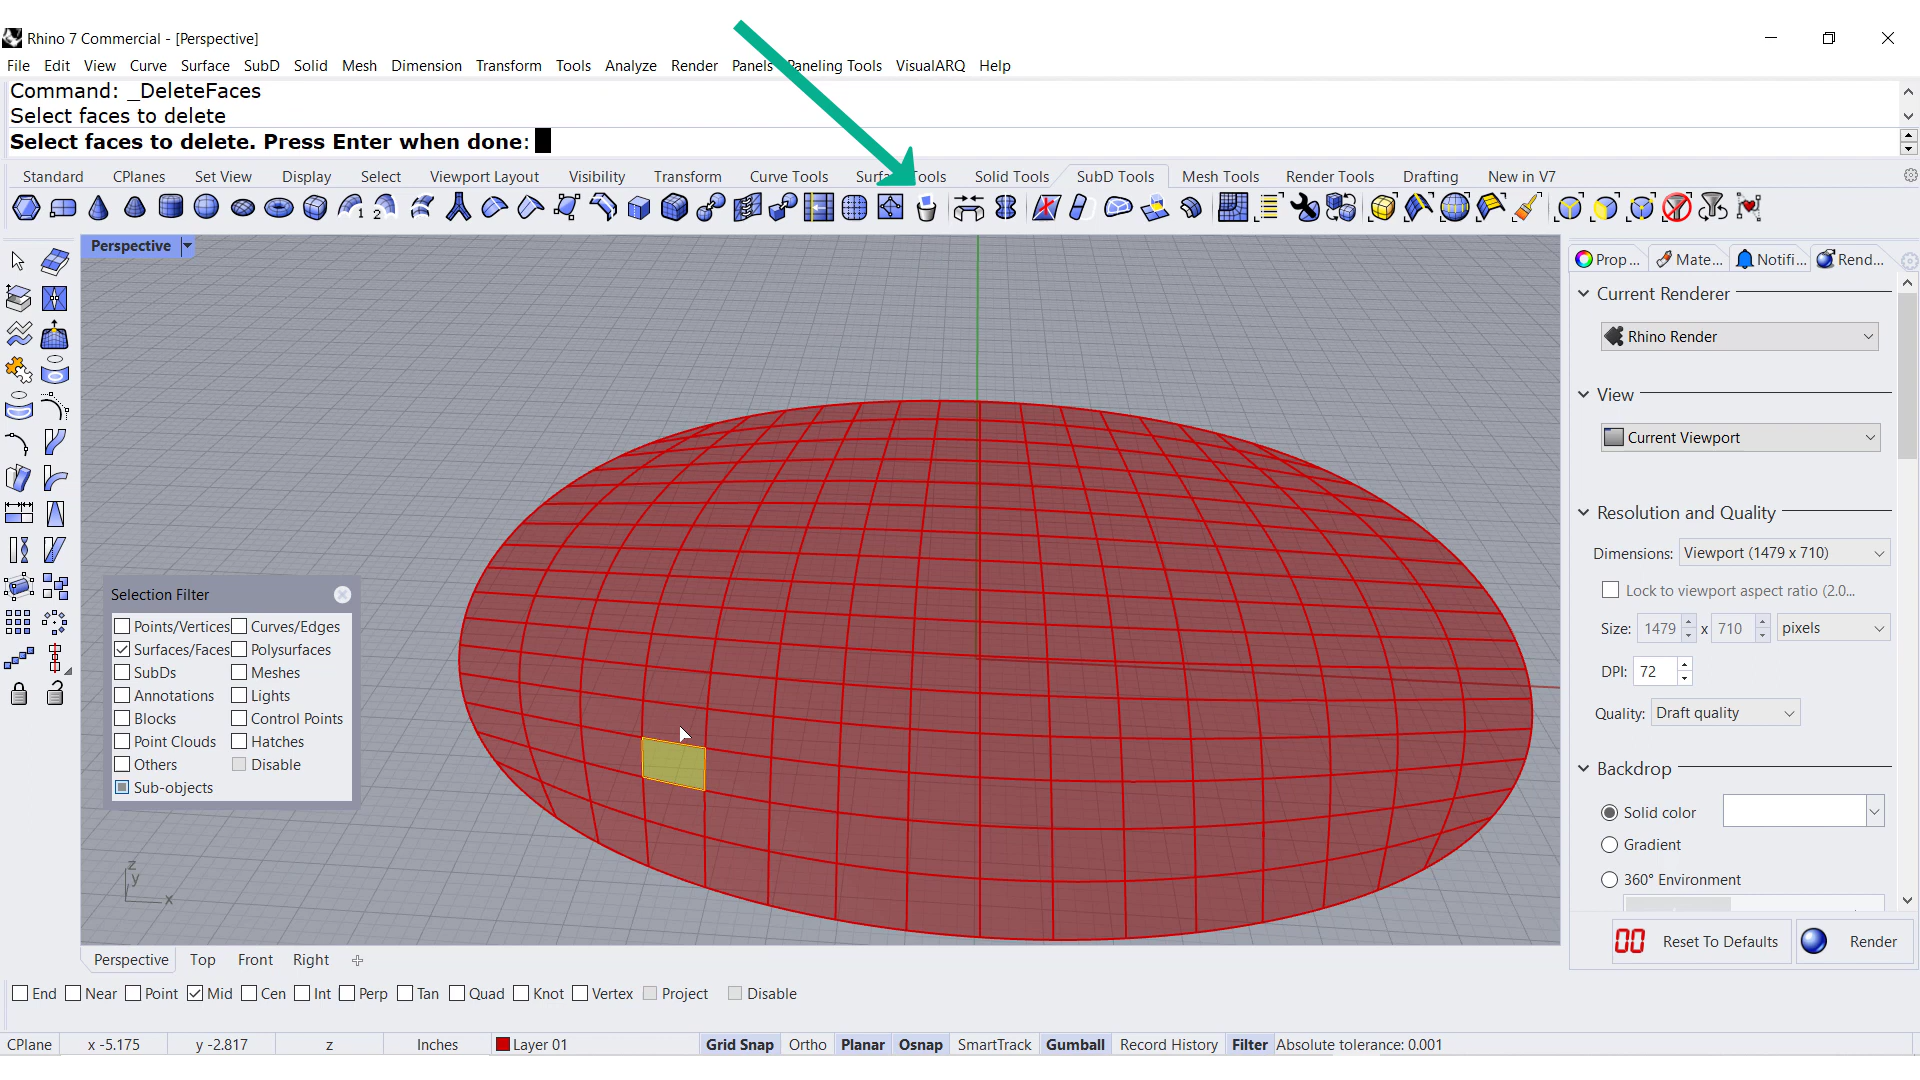 Rhino 7 Commercial - [Perspective]
File Edit View Curve Surface SubD Solid Mesh Dimension Transform Tools Analyze Render Panels Paneling Tools VisualARQ Help
Command: _DeleteFaces
Select faces to delete
Select faces to delete. Press Enter when done:
Standard CPlanes Set View Display Select Viewport Layout Visibility Transform Curve Tools Tools Solid Tools SubD Tools Mesh Tools Render Tools Drafting New in V7
1 2
Perspective
Prop ... Mate... Notifi... Rend...
Current Renderer
Rhino Render
View
Current Viewport
Resolution and Quality
Dimensions: Viewport (1479 x 710)
Lock to viewport aspect ratio (2.0...
Size: 1479 x 710 pixels
DPI: 72
Quality: Draft quality
Backdrop
Solid color
Gradient
360° Environment
00 Reset To Defaults Render
Selection Filter
Points/Vertices Curves/Edges
Surfaces/Faces Polysurfaces
SubDs Meshes
Annotations Lights
Blocks Control Points
Point Clouds Hatches
Others Disable
Sub-objects
z
y
x
Perspective Top Front Right
End Near Point Mid Cen Int Perp Tan Quad Knot Vertex Project Disable
CPlane x -5.175 y -2.817 z Inches Layer 01 Grid Snap Ortho Planar Osnap SmartTrack Gumball Record History Filter Absolute tolerance: 0.001